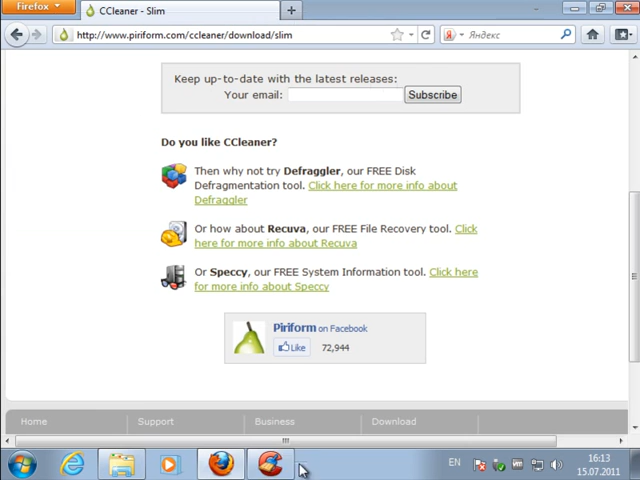 Firefox
CCleaner - Slim
http://www.piriform.com/ccleaner/download/slim
Яндекс
Keep up-to-date with the latest releases:
Your email:
Subscribe
Do you like CCleaner?
Then why not try Defraggler, our FREE Disk
Defragmentation tool. Click here for more info about
Defraggler
Or how about Recuva, our FREE File Recovery tool. Click
here for more info about Recuva
Or Speccy, our FREE System Information tool. Click here
for more info about Speccy
Piriform on Facebook
Like 72,944
Home Support Business Download
EN
16:13
15.07.2011